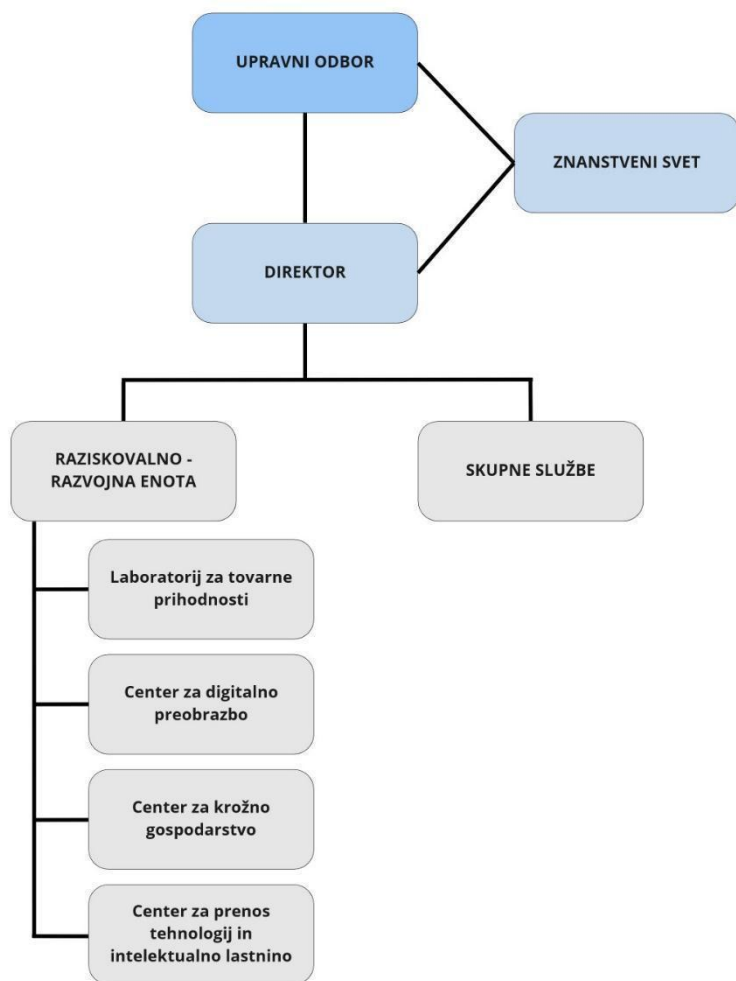 UPRAVNI ODBOR
ZNANSTVENI SVET
DIREKTOR
RAZISKOVALNO -
RAZVOJNA ENOTA
SKUPNE SLUŽBE
Laboratorij za tovarne
prihodnosti
Center za digitalno
preobrazbo
Center za krožno
gospodarstvo
Center za prenos
tehnologij in
intelektualno lastnino